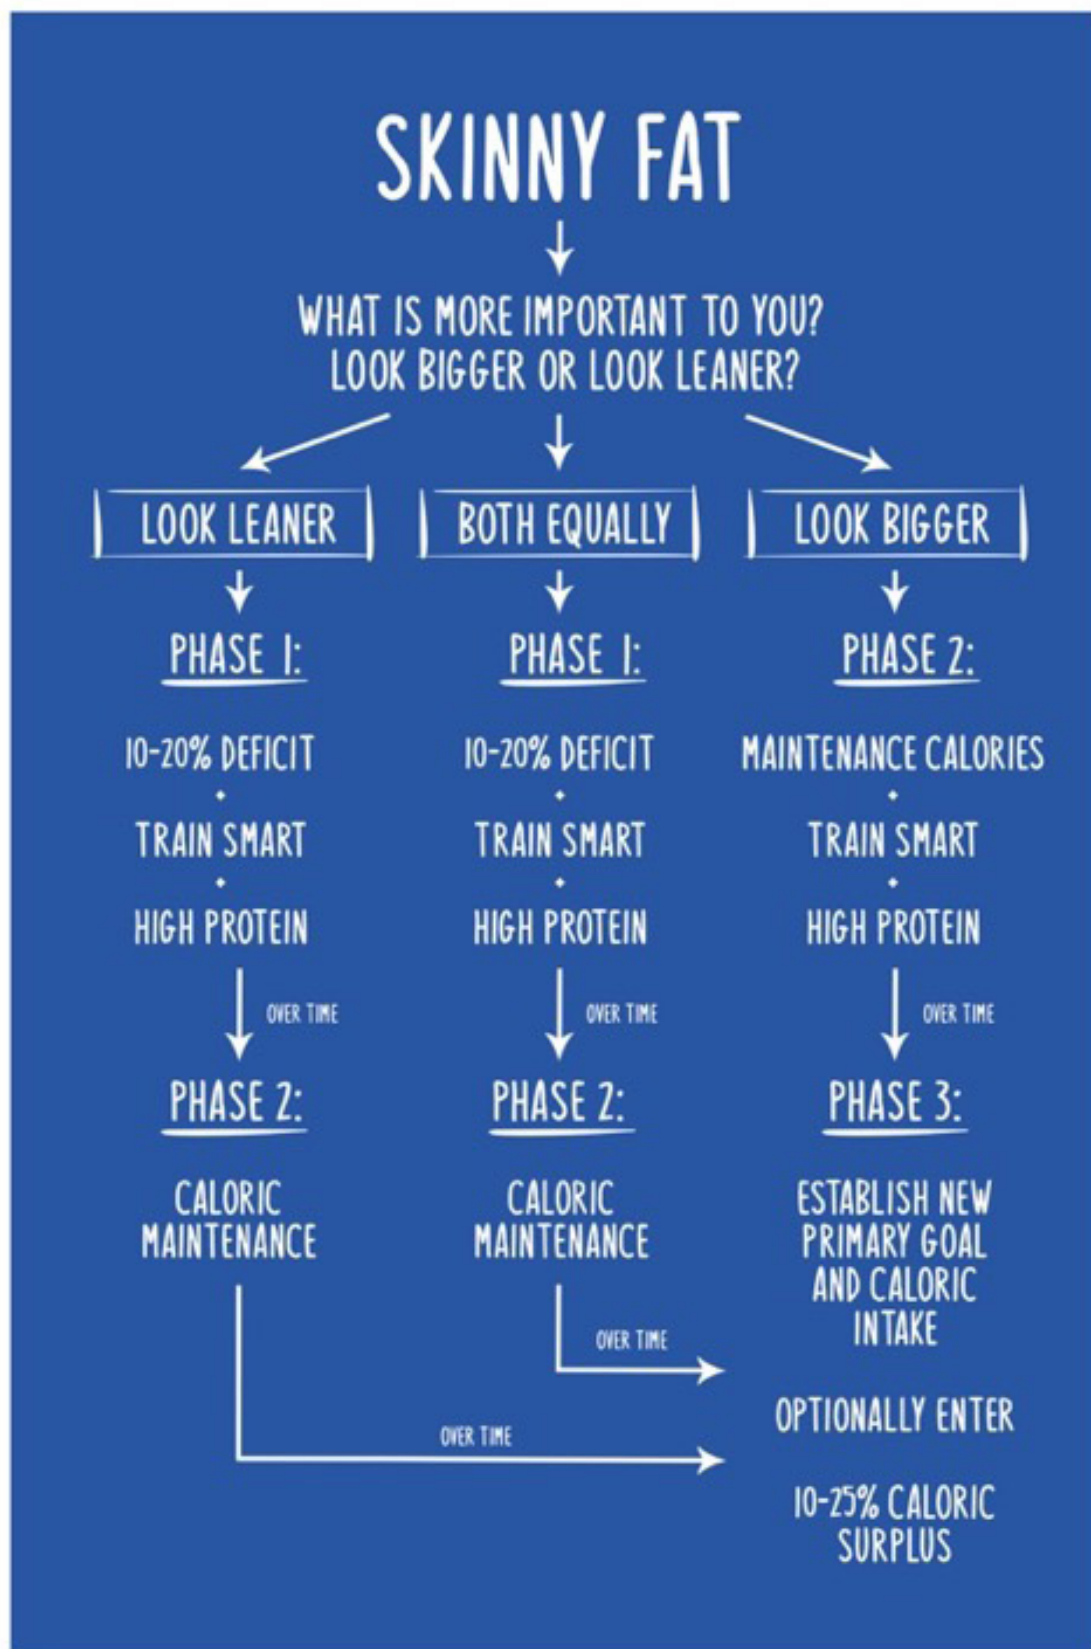 SKINNY FAT
WHAT IS MORE IMPORTANT TO YOU?
LOOK BIGGER OR LOOK LEANER?
LOOK LEANER
PHASE 1:
10-20% DEFICIT
+
TRAIN SMART
+
HIGH PROTEIN
OVER TIME
PHASE 2:
CALORIC
MAINTENANCE
OVER TIME
BOTH EQUALLY
PHASE 1:
10-20% DEFICIT
+
TRAIN SMART
+
HIGH PROTEIN
OVER TIME
PHASE 2:
CALORIC
MAINTENANCE
OVER TIME
LOOK BIGGER
PHASE 2:
MAINTENANCE CALORIES
+
TRAIN SMART
+
HIGH PROTEIN
OVER TIME
PHASE 3:
ESTABLISH NEW
PRIMARY GOAL
AND CALORIC
INTAKE
OPTIONALLY ENTER
10-25% CALORIC
SURPLUS